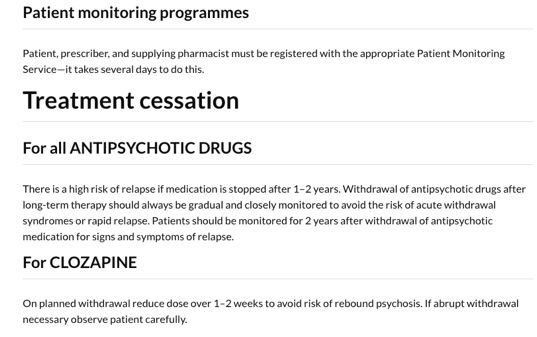 Patient monitoring programmes
Patient, prescriber, and supplying pharmacist must be registered with the appropriate Patient Monitoring
Service—it takes several days to do this.
Treatment cessation
For all ANTIPSYCHOTIC DRUGS
There is a high risk of relapse if medication is stopped after 1–2 years. Withdrawal of antipsychotic drugs after
long-term therapy should always be gradual and closely monitored to avoid the risk of acute withdrawal
syndromes or rapid relapse. Patients should be monitored for 2 years after withdrawal of antipsychotic
medication for signs and symptoms of relapse.
For CLOZAPINE
On planned withdrawal reduce dose over 1–2 weeks to avoid risk of rebound psychosis. If abrupt withdrawal
necessary observe patient carefully.